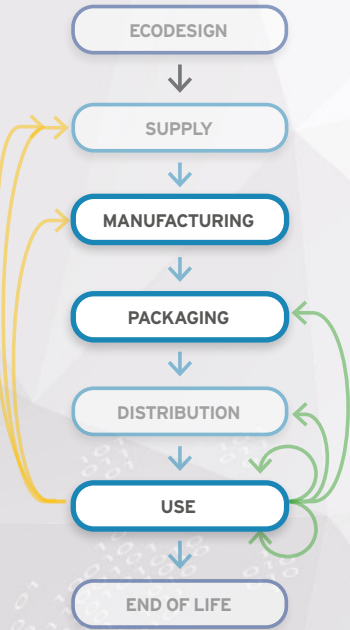 ECODESIGN
SUPPLY
MANUFACTURING
PACKAGING
DISTRIBUTION
USE
END OF LIFE